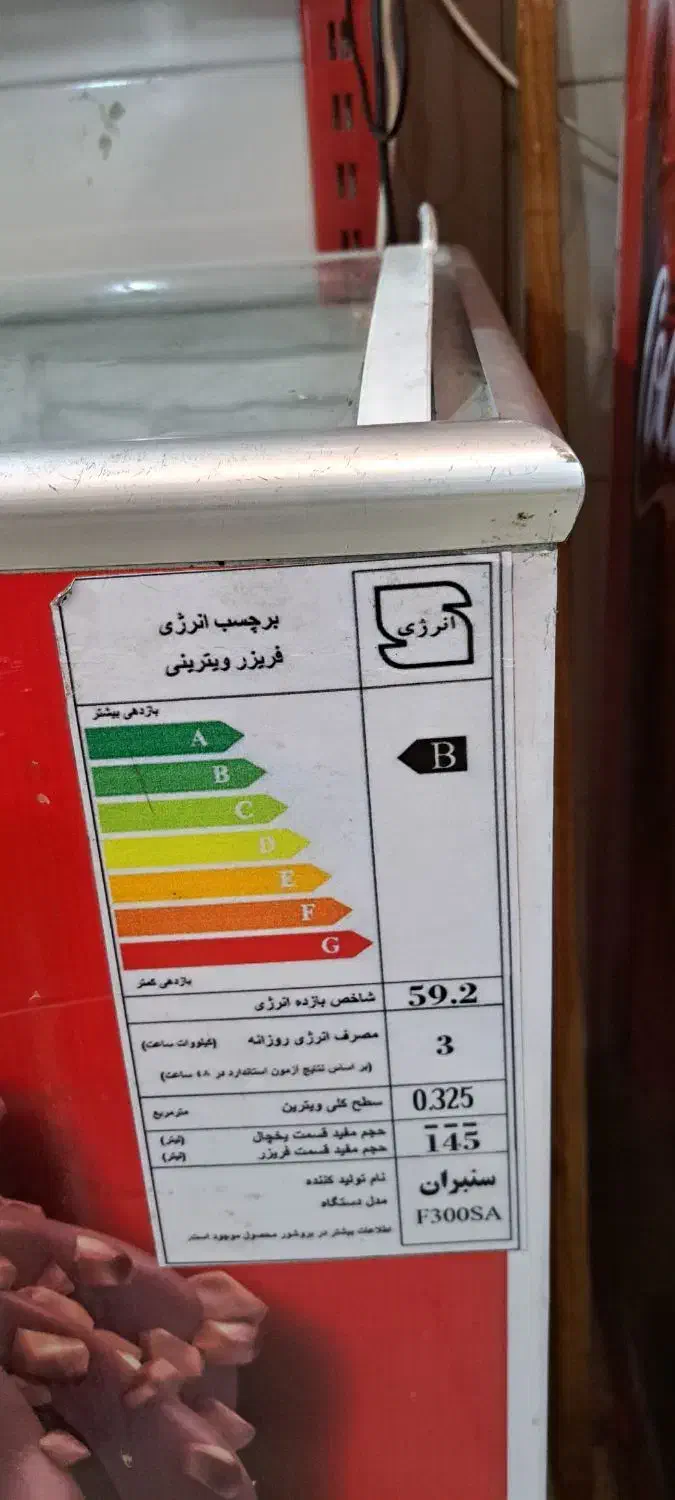 برچسب انرژی
فریزر ویترینی
انرژی
بازدهی بیشتر
A
B
C
D
E
F
G
B
بازدهی کمتر
شاخص بازده انرژی 59.2
مصرف انرژی روزانه (کیلووات ساعت) 3
(بر اساس نتایج آزمون استاندارد در ۴۸ ساعت)
سطح کلی ویترین مترمربع 0.325
حجم مفید قسمت یخچال (لیتر) ---
حجم مفید قسمت فریزر (لیتر) 145
نام تولید کننده سنبران
مدل دستگاه F300SA
اطلاعات بیشتر در بروشور محصول موجود است.